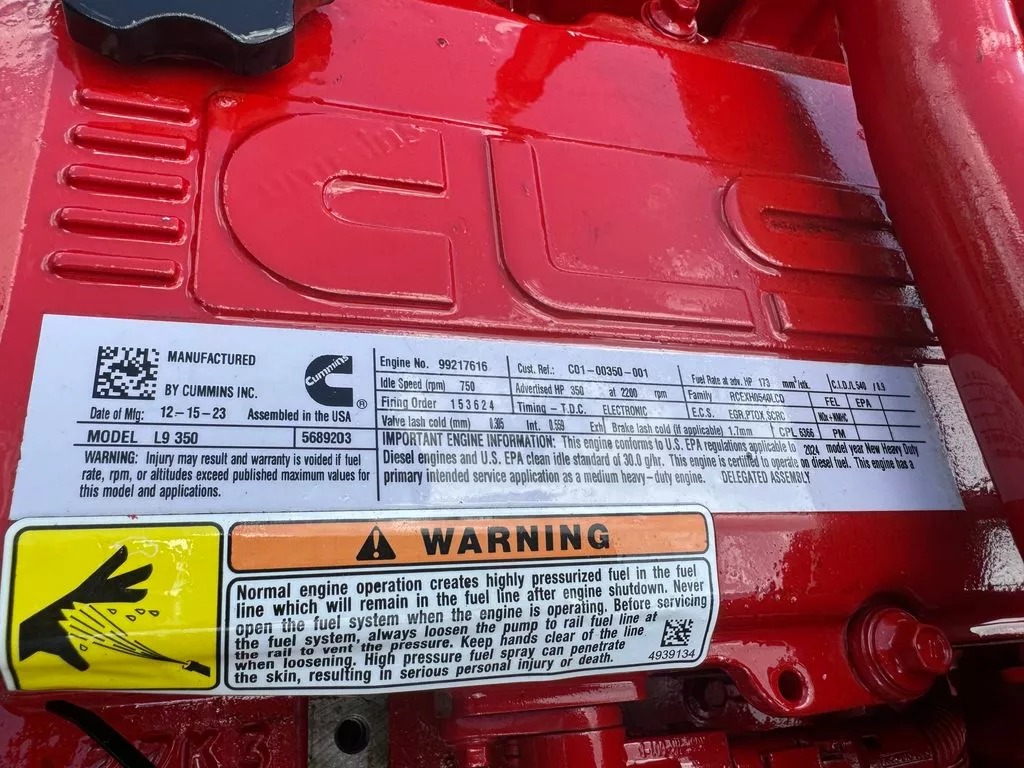 MANUFACTURED
BY CUMMINS INC.
Cummins
®
Date of Mfg: 12-15-23 Assembled in the USA
MODEL L9 350 5689203
WARNING: Injury may result and warranty is voided if fuel
rate, rpm, or altitudes exceed published maximum values for
this model and applications.
Engine No. 99217616 Cust. Ref.: C01-00350-001
Idle Speed (rpm) 750 Advertised HP 350 at 2200 rpm Fuel Rate at adv. HP 173 mm³/stk. C.I.D./L 540 / 8.9
Firing Order 153624 Timing - T.D.C. ELECTRONIC Family E.C.S. FEL EPA
Valve lash cold (mm) Int. Exh Brake lash cold (if applicable) 1.7mm CPL 6366 PM NOx+NMHC
IMPORTANT ENGINE INFORMATION: This engine conforms to U.S. EPA regulations applicable to 2024 model year New Heavy Duty
Diesel engines and U.S. EPA clean idle standard of 30.0 g/hr. This engine is certified to operate on diesel fuel. This engine has a
primary intended service application as a medium heavy-duty engine. DELEGATED ASSEMBLY
WARNING
Normal engine operation creates highly pressurized fuel in the fuel
line which will remain in the fuel line after engine shutdown. Never
open the fuel system when the engine is operating. Before servicing
the fuel system, always loosen the pump to rail fuel line at
the rail to vent the pressure. Keep hands clear of the line
when loosening. High pressure fuel spray can penetrate
the skin, resulting in serious personal injury or death.
4939134